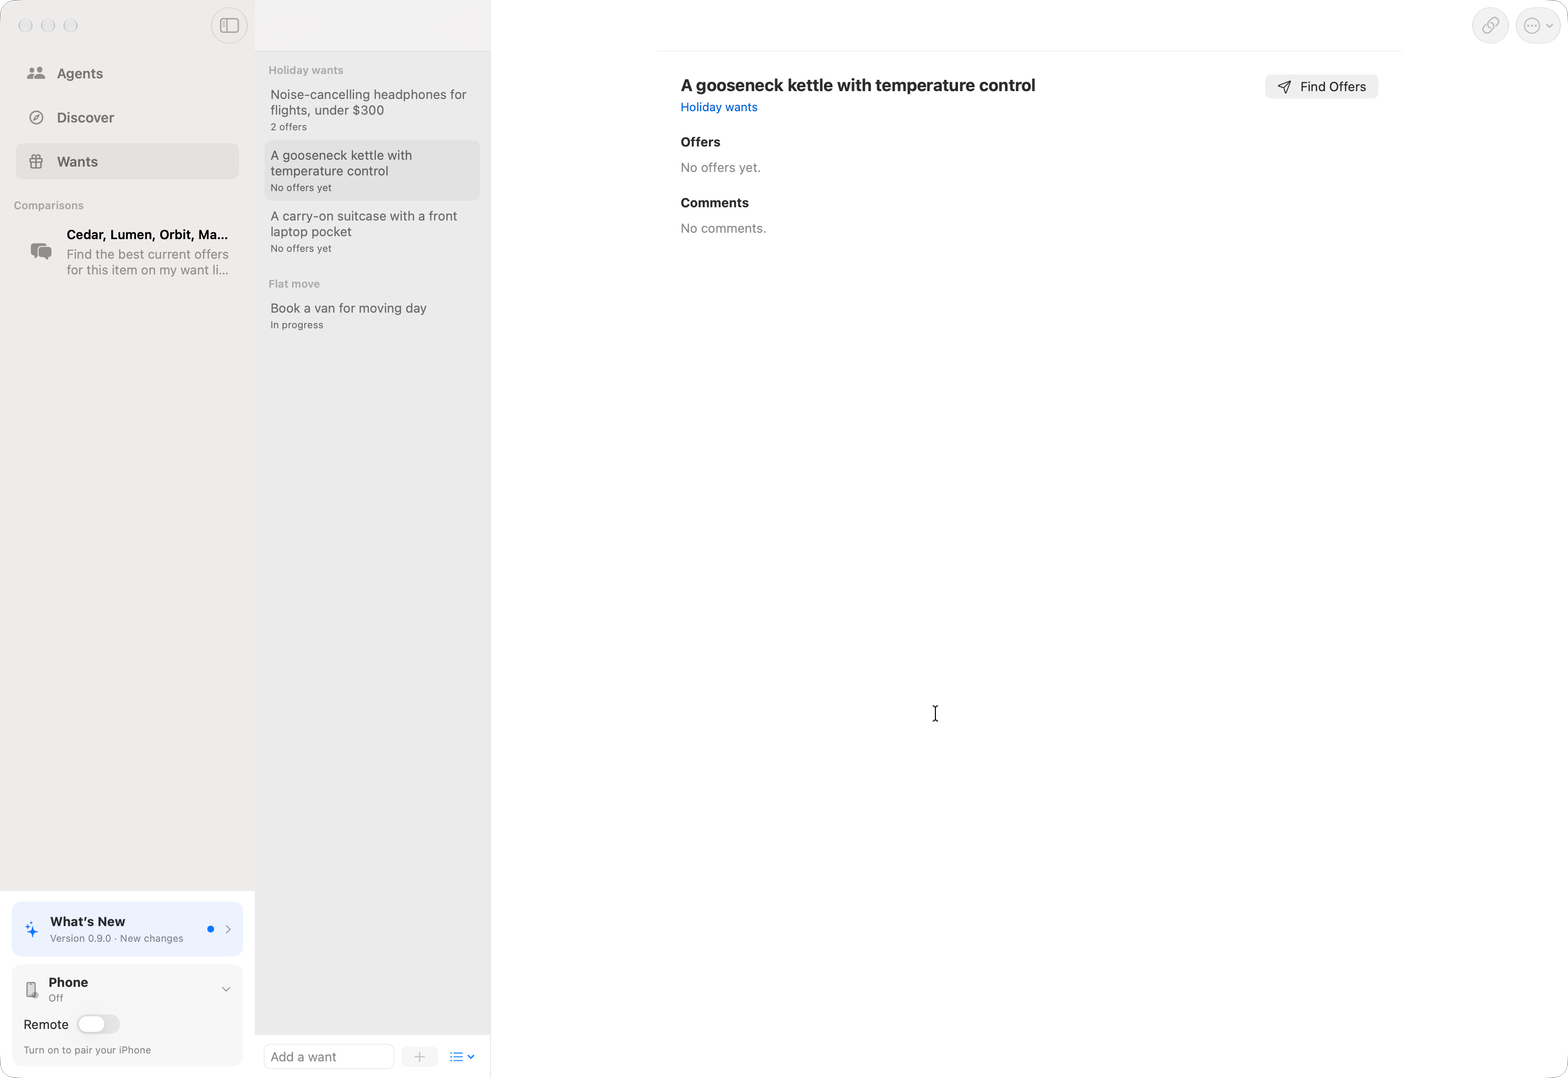 Agents
Discover
Wants
Comparisons
Cedar, Lumen, Orbit, Ma...
Find the best current offers
for this item on my want li...
What's New
Version 0.9.0 · New changes
Phone
Off
Remote
Turn on to pair your iPhone
Holiday wants
Noise-cancelling headphones for
flights, under $300
2 offers
A gooseneck kettle with
temperature control
No offers yet
A carry-on suitcase with a front
laptop pocket
No offers yet
Flat move
Book a van for moving day
In progress
Add a want
A gooseneck kettle with temperature control
Find Offers
Holiday wants
Offers
No offers yet.
Comments
No comments.